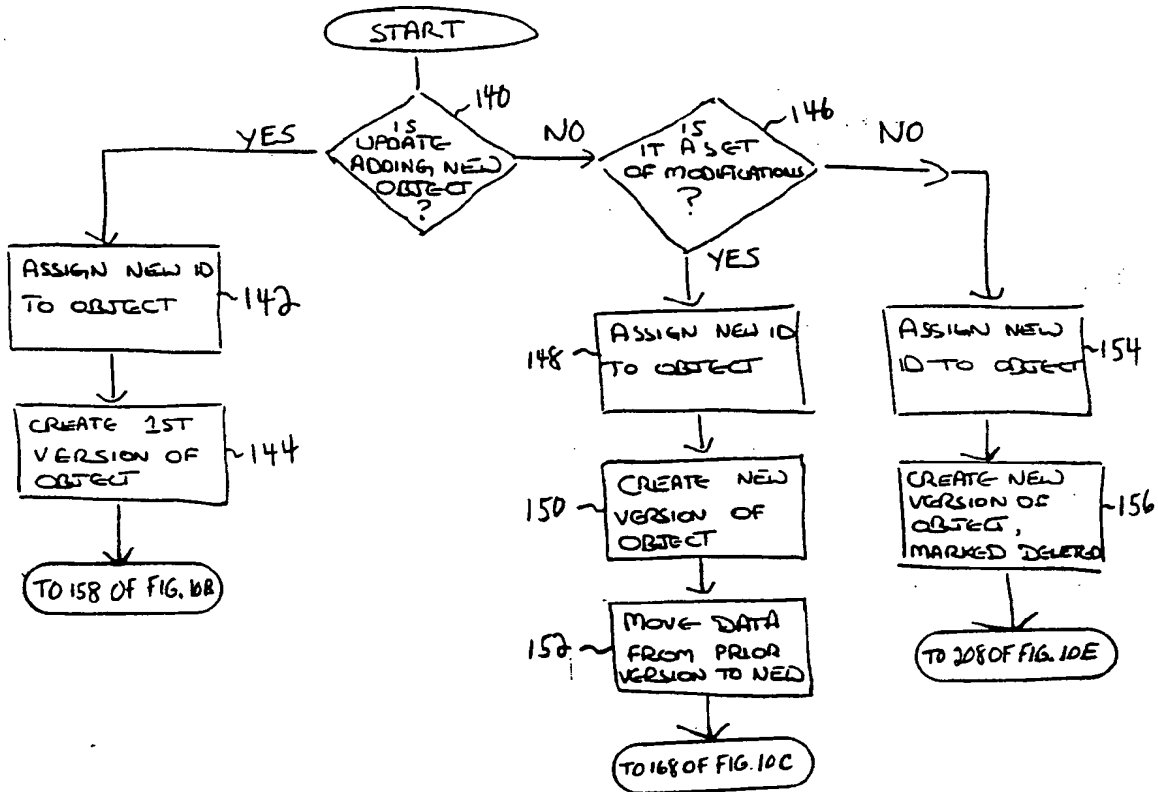 START
140
IS
UPDATE
ADDING NEW
OBJECT
?
YES
NO
146
IS
IT A SET
OF MODIFICATIONS
?
NO
YES
ASSIGN NEW ID
TO OBJECT
142
CREATE 1ST
VERSION OF
OBJECT
144
TO 158 OF FIG. 10B
148
ASSIGN NEW ID
TO OBJECT
150
CREATE NEW
VERSION OF
OBJECT
152
MOVE DATA
FROM PRIOR
VERSION TO NEW
TO 168 OF FIG. 10C
ASSIGN NEW
ID TO OBJECT
154
CREATE NEW
VERSION OF
OBJECT,
MARKED DELETED
156
TO 208 OF FIG. 10E